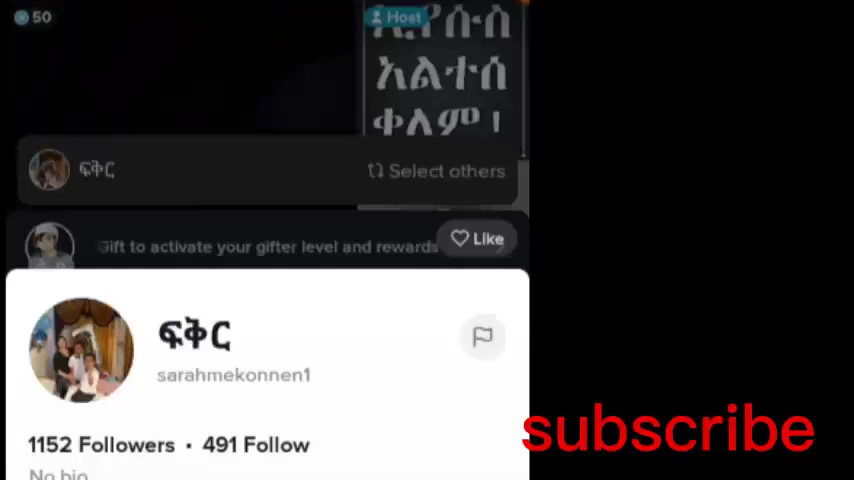 50
Host
ኢየሱስ
አልተሰ
ቀለም ፣
ፍቅር
Select others
Gift to activate your gifter level and rewards
Like
ፍቅር
sarahmekonnen1
1152 Followers • 491 Follow
No bio
subscribe